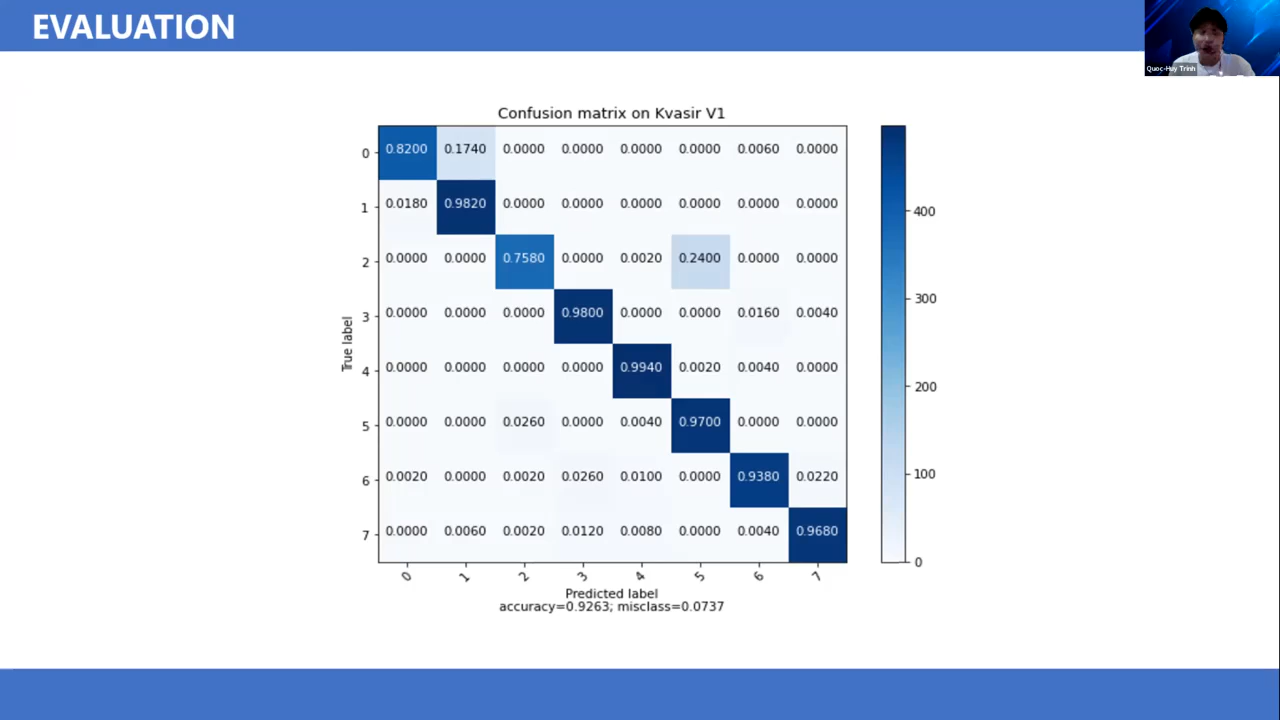 EVALUATION
Quoc-Huy Trinh
Confusion matrix on Kvasir V1
0 0.8200 0.1740 0.0000 0.0000 0.0000 0.0000 0.0060 0.0000
1 0.0180 0.9820 0.0000 0.0000 0.0000 0.0000 0.0000 0.0000
2 0.0000 0.0000 0.7580 0.0000 0.0020 0.2400 0.0000 0.0000
3 0.0000 0.0000 0.0000 0.9800 0.0000 0.0000 0.0160 0.0040
4 0.0000 0.0000 0.0000 0.0000 0.9940 0.0020 0.0040 0.0000
5 0.0000 0.0000 0.0260 0.0000 0.0040 0.9700 0.0000 0.0000
6 0.0020 0.0000 0.0020 0.0260 0.0100 0.0000 0.9380 0.0220
7 0.0000 0.0060 0.0020 0.0120 0.0080 0.0000 0.0040 0.9680
True label
0 1 2 3 4 5 6 7
Predicted label
accuracy=0.9263; misclass=0.0737
400
300
200
100
0